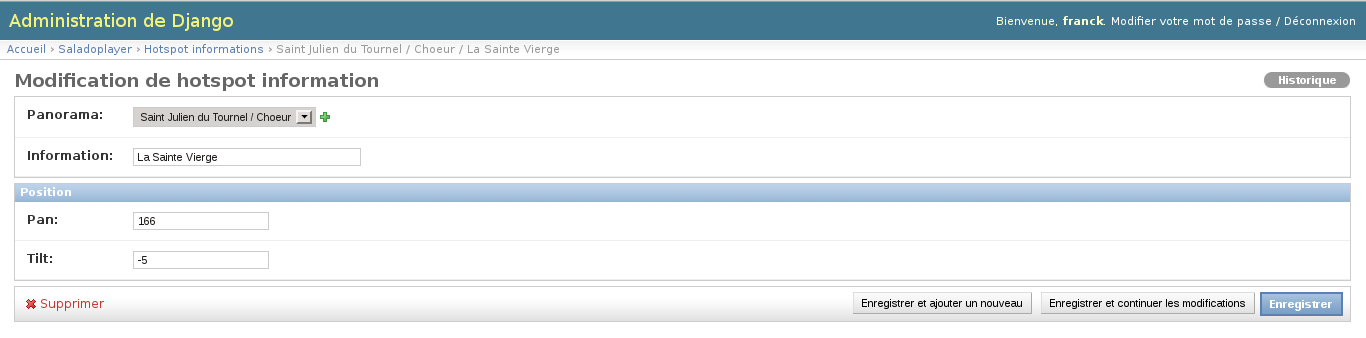 Administration de Django
Bienvenue, franck. Modifier votre mot de passe / Déconnexion
Accueil › Saladoplayer › Hotspot informations › Saint Julien du Tournel / Choeur / La Sainte Vierge
Modification de hotspot information
Historique
Panorama: Saint Julien du Tournel / Choeur
Information: La Sainte Vierge
Position
Pan: 166
Tilt: -5
Supprimer
Enregistrer et ajouter un nouveau Enregistrer et continuer les modifications Enregistrer